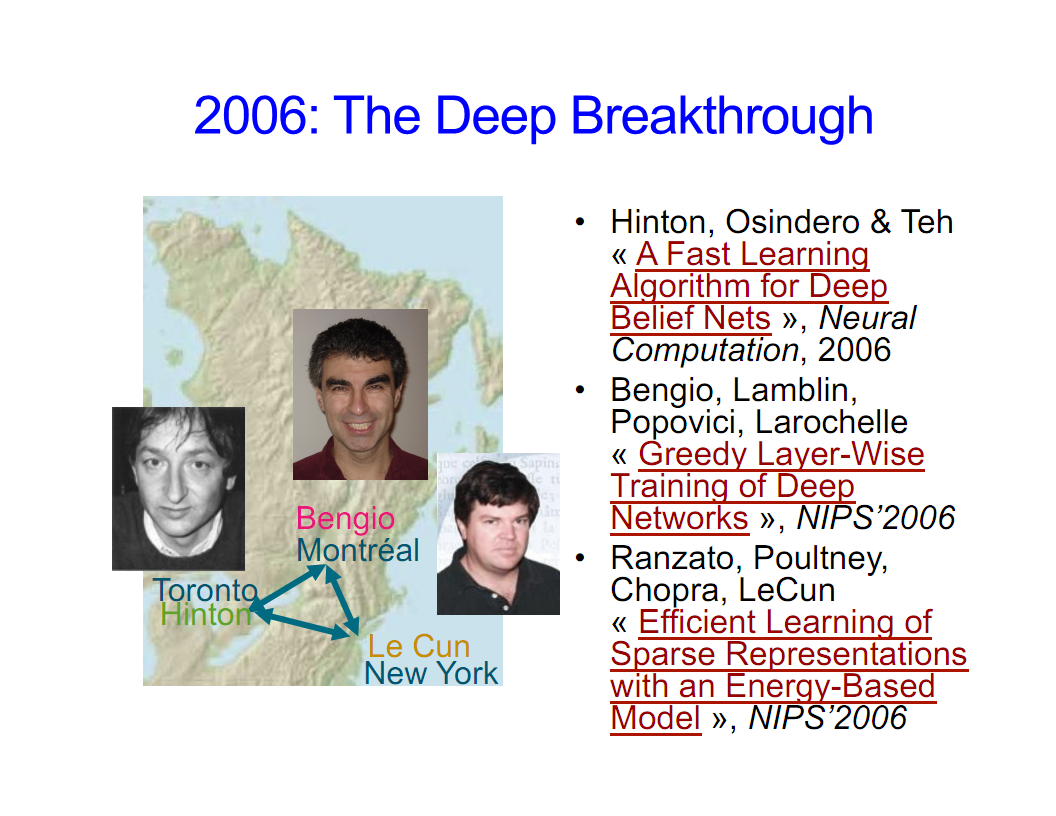 2006: The Deep Breakthrough
Bengio
Montréal
Toronto
Hinton
Le Cun
New York
• Hinton, Osindero & Teh
« A Fast Learning
Algorithm for Deep
Belief Nets », Neural
Computation, 2006
• Bengio, Lamblin,
Popovici, Larochelle
« Greedy Layer-Wise
Training of Deep
Networks », NIPS’2006
• Ranzato, Poultney,
Chopra, LeCun
« Efficient Learning of
Sparse Representations
with an Energy-Based
Model », NIPS’2006